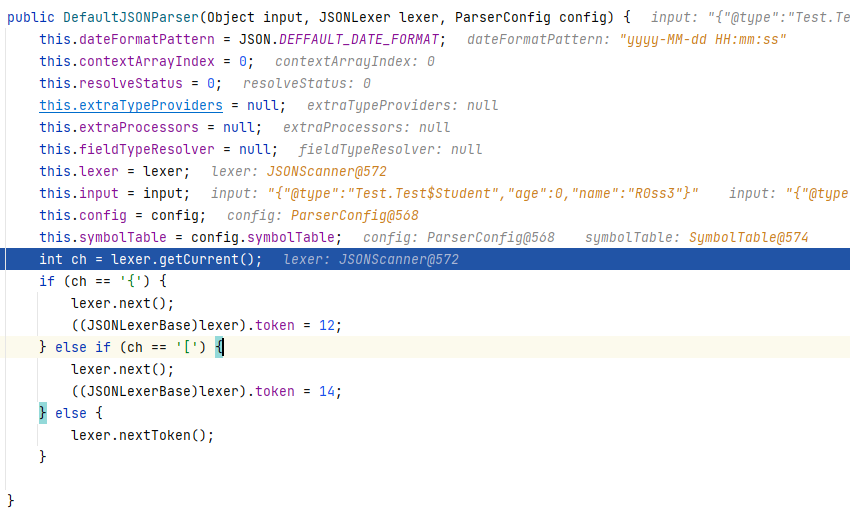 public DefaultJSONParser(Object input, JSONLexer lexer, ParserConfig config) {   input: "{"@type":"Test.Te
    this.dateFormatPattern = JSON.DEFFAULT_DATE_FORMAT;   dateFormatPattern: "yyyy-MM-dd HH:mm:ss"
    this.contextArrayIndex = 0;   contextArrayIndex: 0
    this.resolveStatus = 0;   resolveStatus: 0
    this.extraTypeProviders = null;   extraTypeProviders: null
    this.extraProcessors = null;   extraProcessors: null
    this.fieldTypeResolver = null;   fieldTypeResolver: null
    this.lexer = lexer;   lexer: JSONScanner@572
    this.input = input;   input: "{"@type":"Test.Test$Student","age":0,"name":"R0ss3"}"    input: "{"@type
    this.config = config;   config: ParserConfig@568
    this.symbolTable = config.symbolTable;   config: ParserConfig@568    symbolTable: SymbolTable@574
    int ch = lexer.getCurrent();   lexer: JSONScanner@572
    if (ch == '{') {
        lexer.next();
        ((JSONLexerBase)lexer).token = 12;
    } else if (ch == '[') {
        lexer.next();
        ((JSONLexerBase)lexer).token = 14;
    } else {
        lexer.nextToken();
    }
}